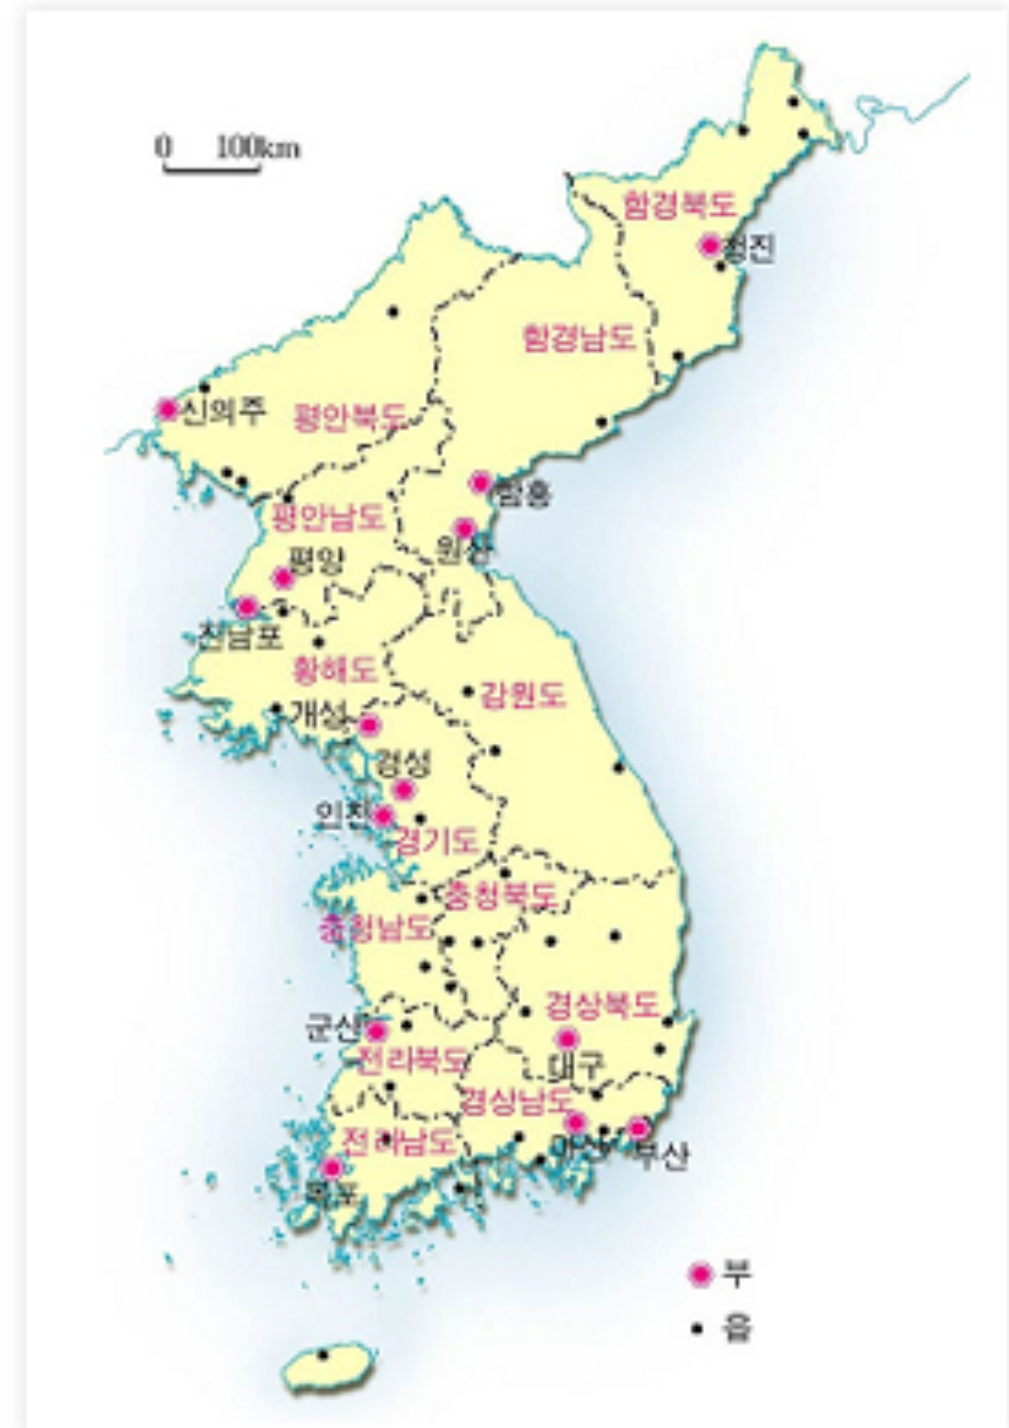 0 100km
함경북도
청진
함경남도
신의주
평안북도
함흥
평안남도
원산
평양
진남포
황해도
강원도
개성
경성
인천
경기도
충청북도
충청남도
경상북도
군산
전라북도
대구
경상남도
전라남도
마산
부산
목포
부
읍